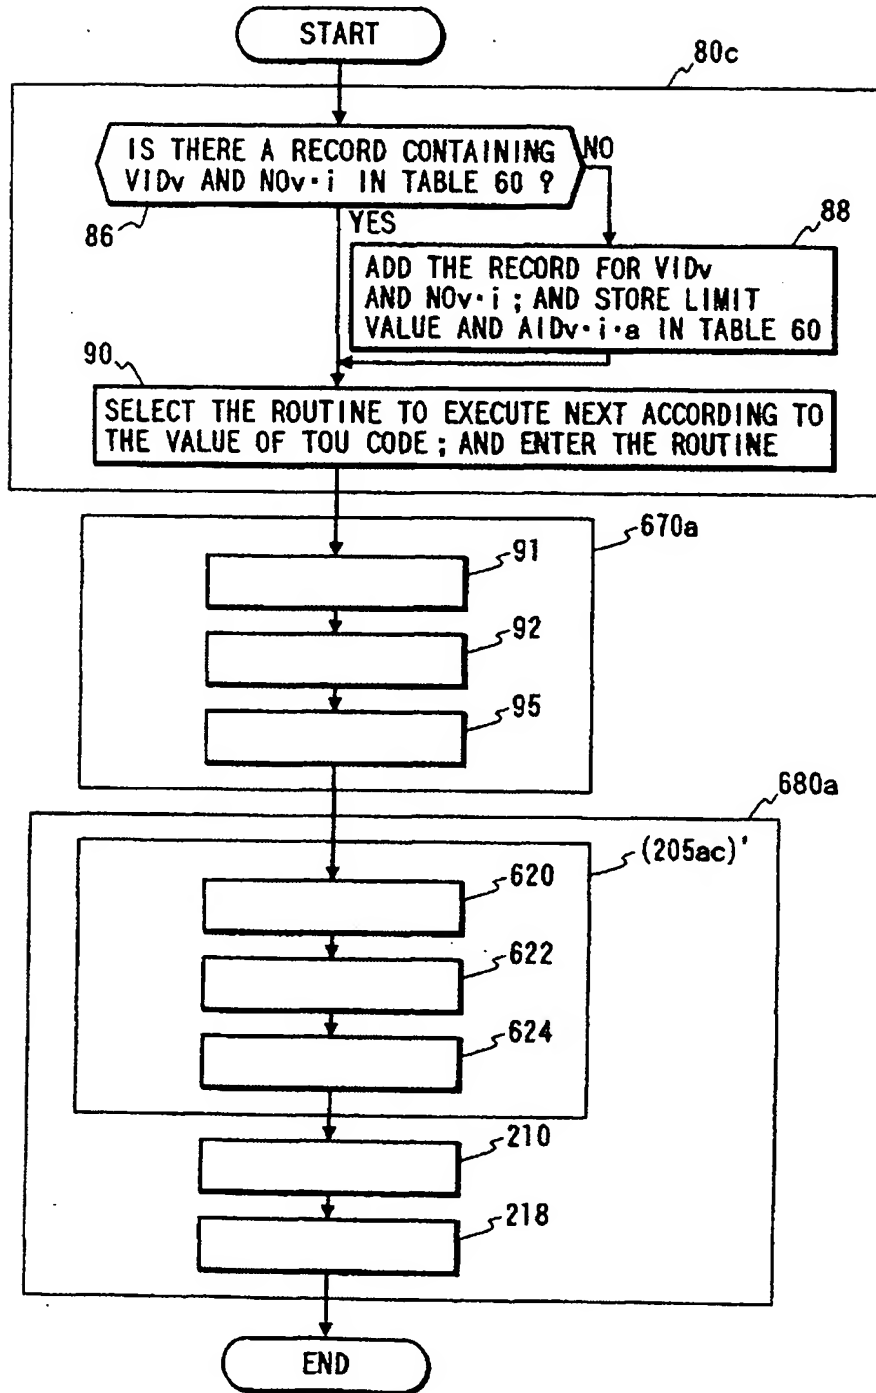 START
80c
IS THERE A RECORD CONTAINING
VIDv AND NOv·i IN TABLE 60 ?
NO
86
YES
88
ADD THE RECORD FOR VIDv
AND NOv·i ; AND STORE LIMIT
VALUE AND AIDv·i·a IN TABLE 60
90
SELECT THE ROUTINE TO EXECUTE NEXT ACCORDING TO
THE VALUE OF TOU CODE ; AND ENTER THE ROUTINE
670a
91
92
95
680a
(205ac)'
620
622
624
210
218
END